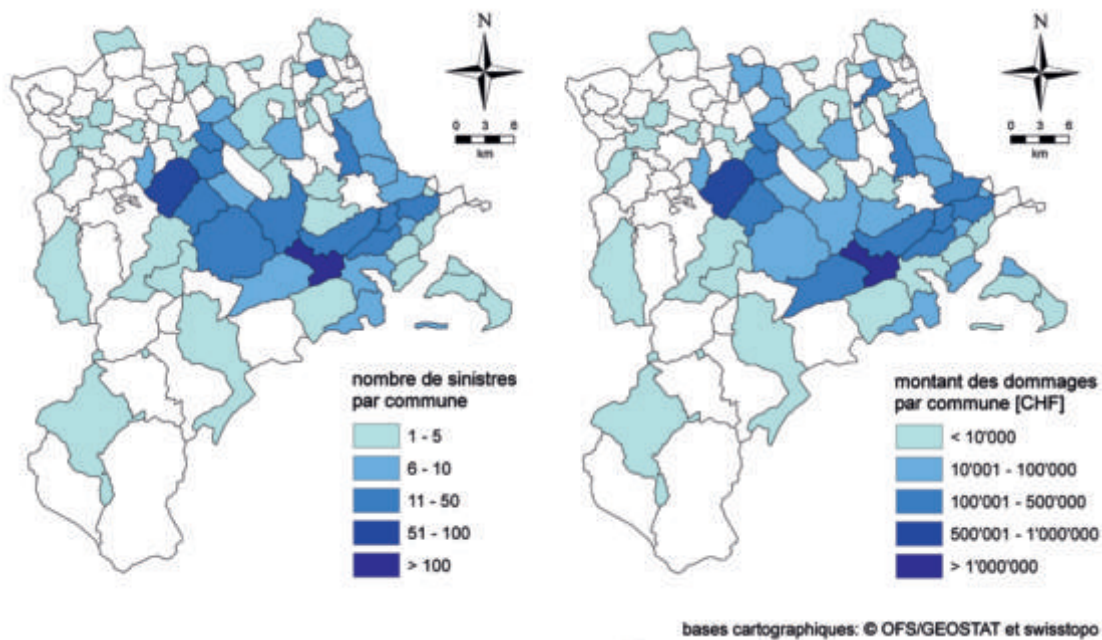 N
0 3 6
km
nombre de sinistres
par commune
1 - 5
6 - 10
11 - 50
51 - 100
> 100
N
0 3 6
km
montant des dommages
par commune [CHF]
< 10'000
10'001 - 100'000
100'001 - 500'000
500'001 - 1'000'000
> 1'000'000
bases cartographiques: © OFS/GEOSTAT et swisstopo